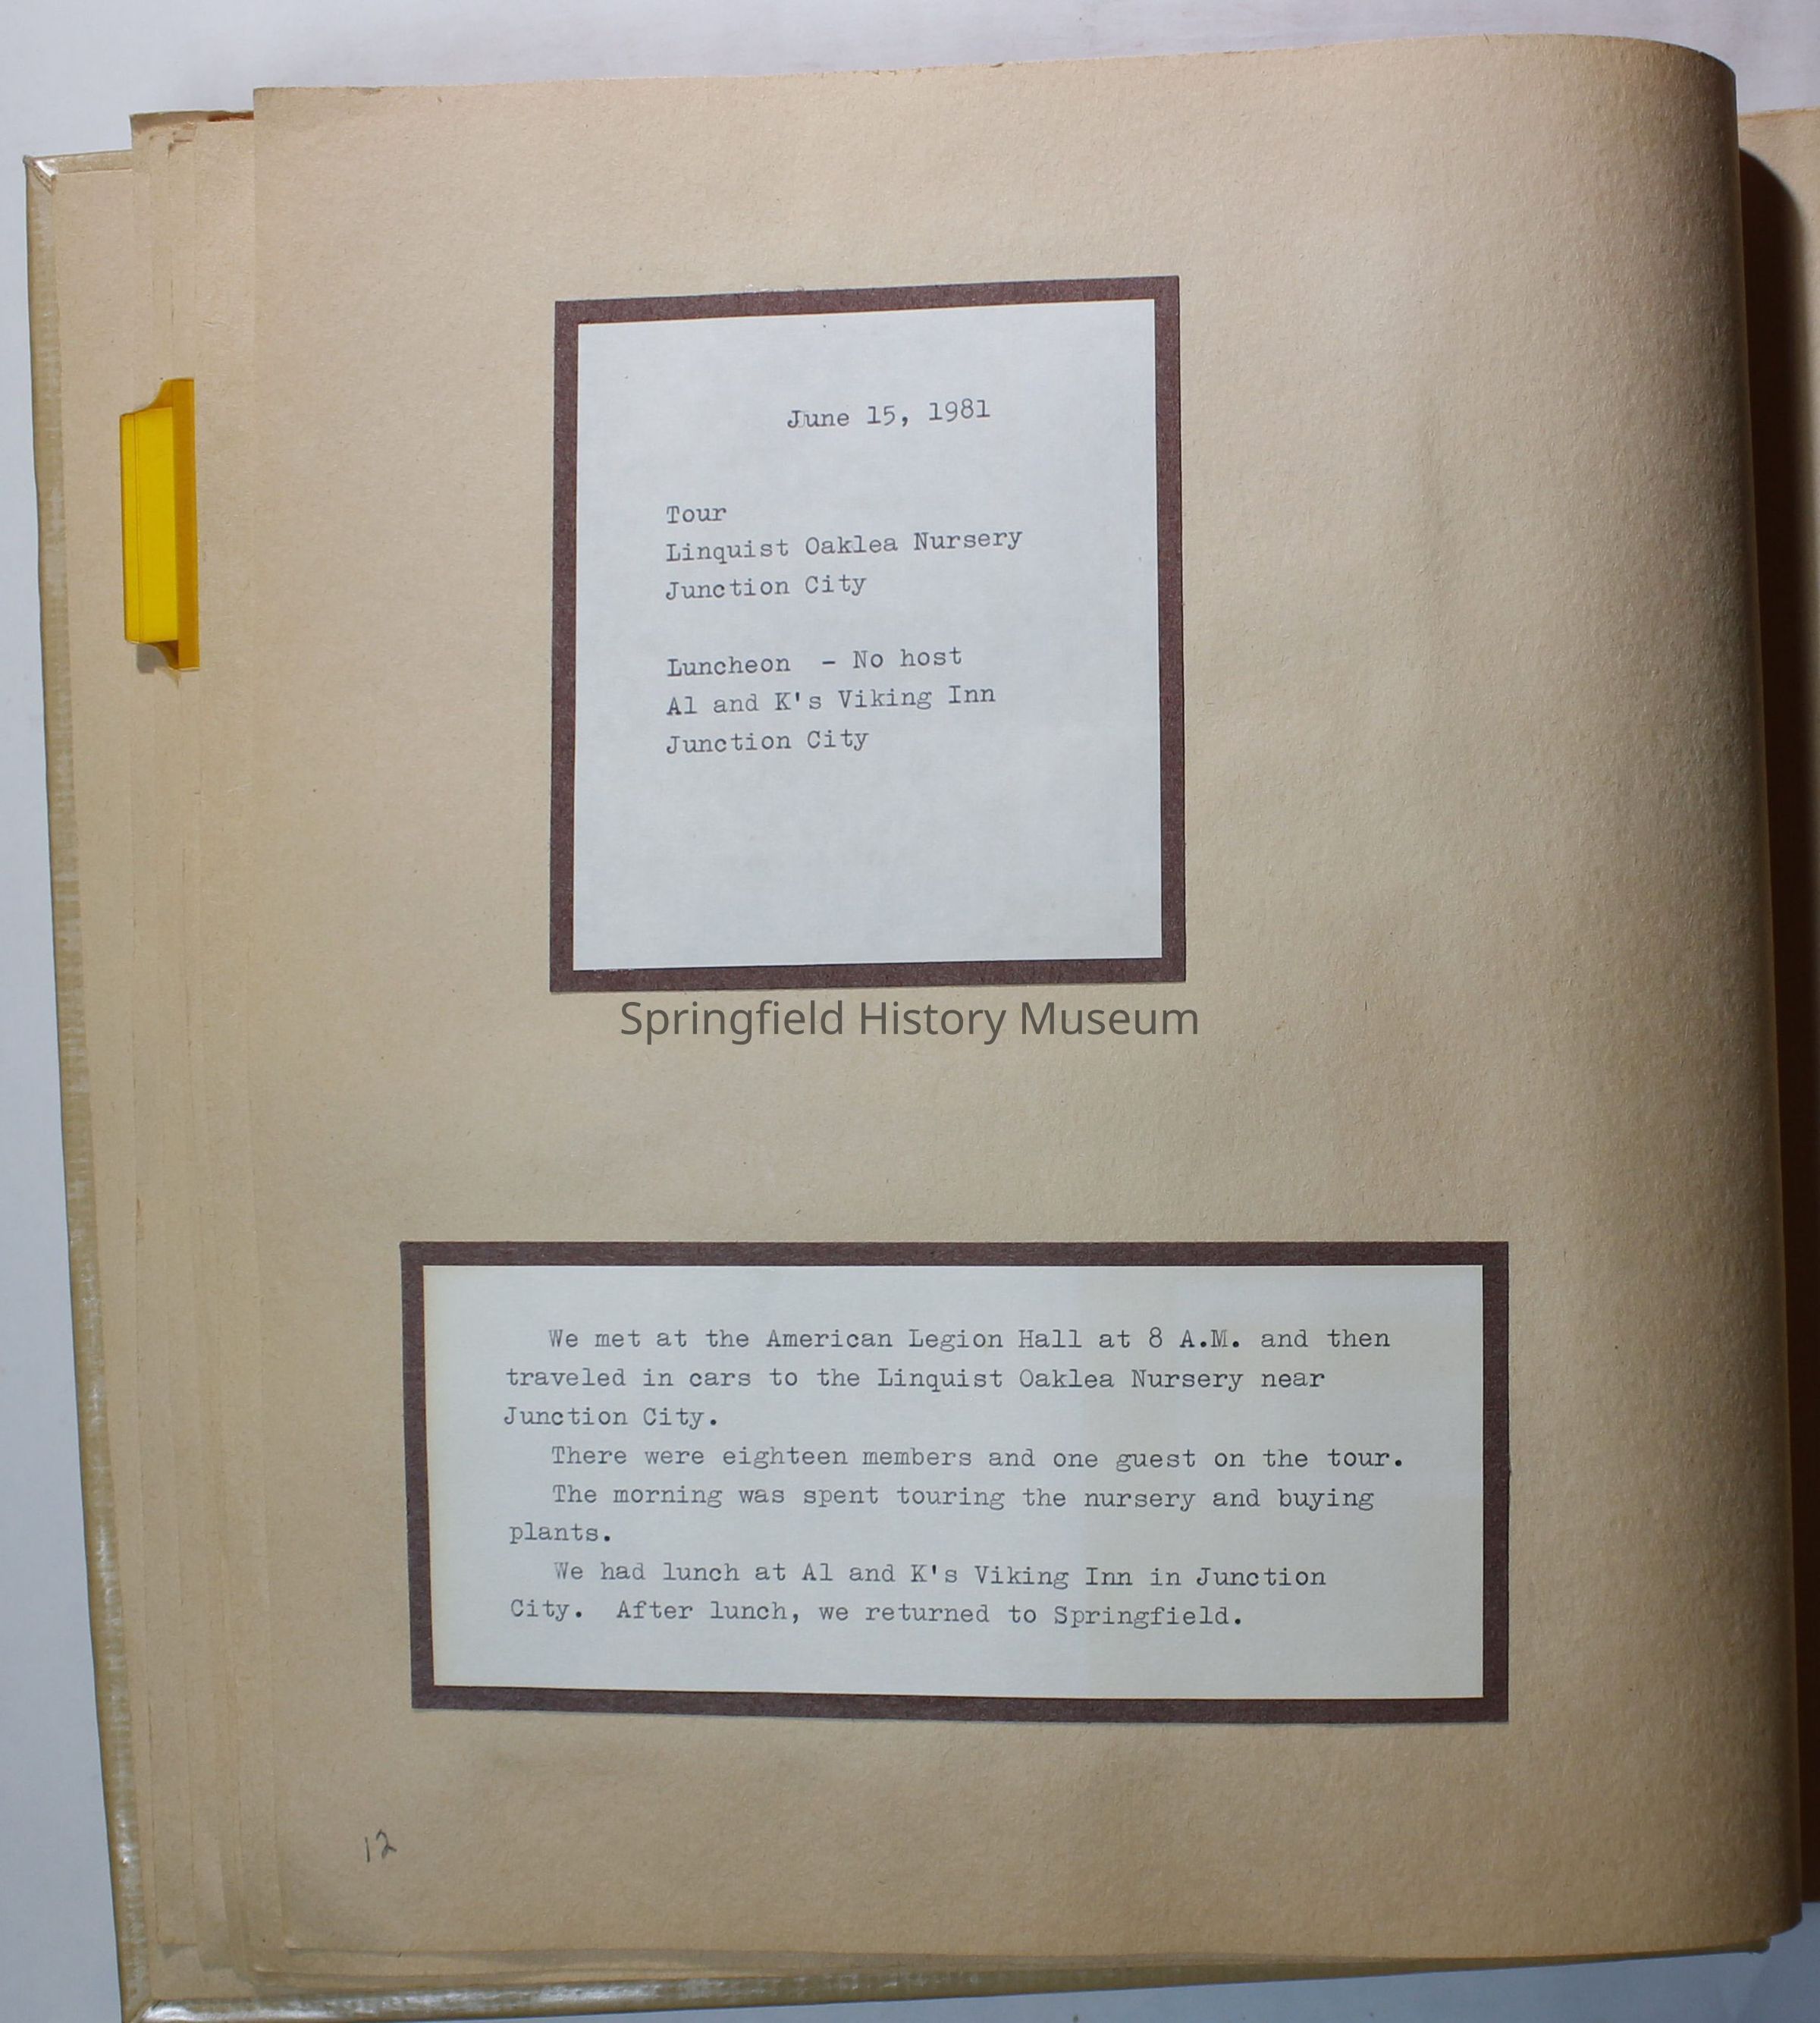 June 15, 1981
Tour
Linquist Oaklea Nursery
Junction City
Luncheon - No host
Al and K's Viking Inn
Junction City
Springfield History Museum
We met at the American Legion Hall at 8 A.M. and then
traveled in cars to the Linquist Oaklea Nursery near
Junction City.
There were eighteen members and one guest on the tour.
The morning was spent touring the nursery and buying
plants.
We had lunch at Al and K's Viking Inn in Junction
City. After lunch, we returned to Springfield.
12